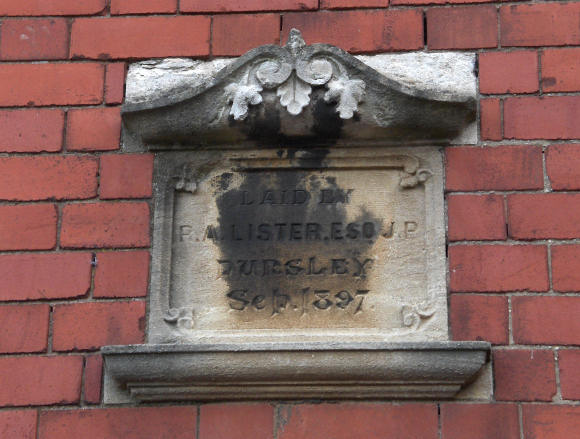 LAID BY
R.A. LISTER. ESQ. J.P
DURSLEY
Sep. 1897.